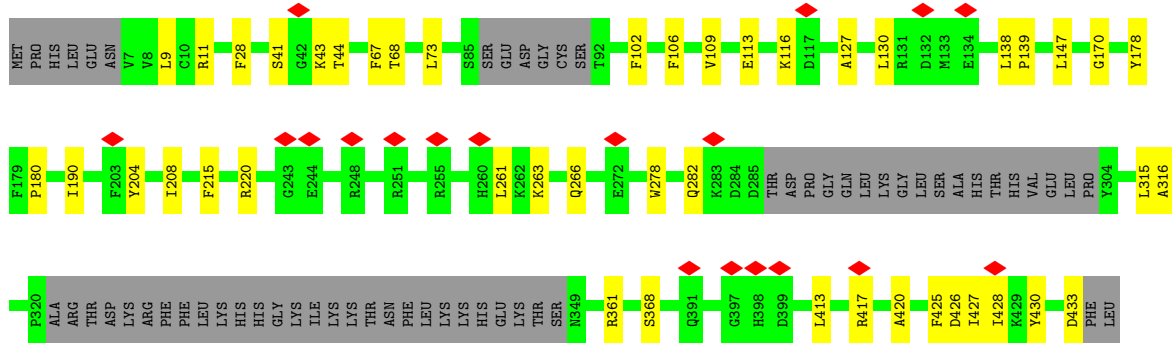 MET PRO HIS LEU GLU ASN V7 V8 L9 C10 R11 F28 S41 G42 K43 T44 F67 T68 L73 S85 SER GLU ASP GLY CYS SER T92 F102 F106 V109 E113 K116 D117 A127 L130 R131 D132 M133 E134 L138 P139 L147 G170 Y178
F179 P180 I190 F203 Y204 I208 F215 R220 G243 E244 R248 R251 R255 H260 L261 K262 K263 Q266 E272 W278 Q282 K283 D284 D285 THR ASP PRO GLY GLN LEU LYS GLY LEU SER ALA HIS THR HIS VAL GLU LEU PRO Y304 L315 A316
P320 ALA ARG THR ASP LYS ARG PHE PHE LEU LYS HIS HIS GLY LYS ILE LYS LYS THR ASN PHE LEU LYS LYS HIS GLU LYS THR SER N349 R361 S368 Q391 G397 H398 D399 L413 R417 A420 F425 D426 I427 I428 K429 Y430 D433 PHE LEU